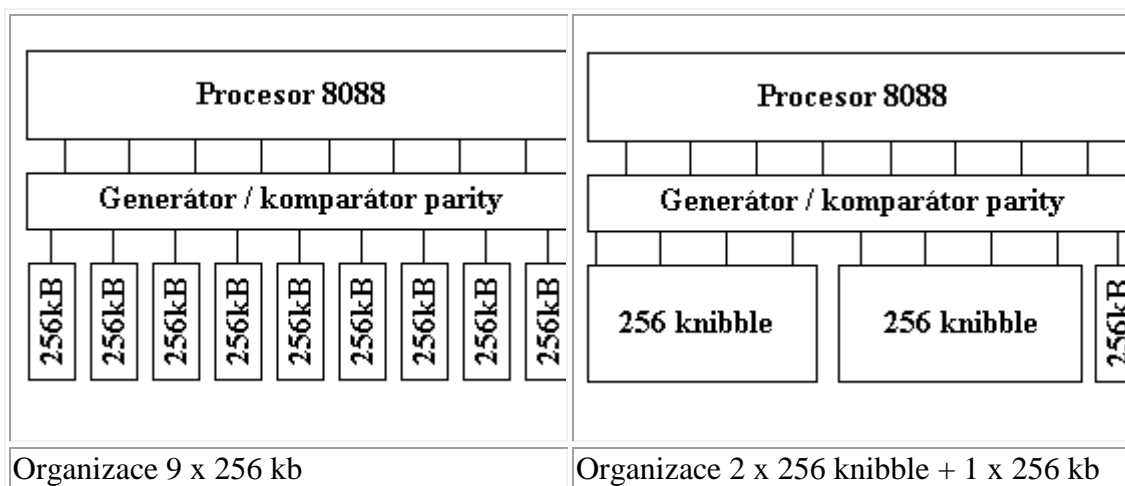 Procesor 8088
Generátor / komparátor parity
256kB
256kB
256kB
256kB
256kB
256kB
256kB
256kB
256kB
Organizace 9 x 256 kb
Procesor 8088
Generátor / komparátor parity
256 knibble
256 knibble
256kB
Organizace 2 x 256 knibble + 1 x 256 kb